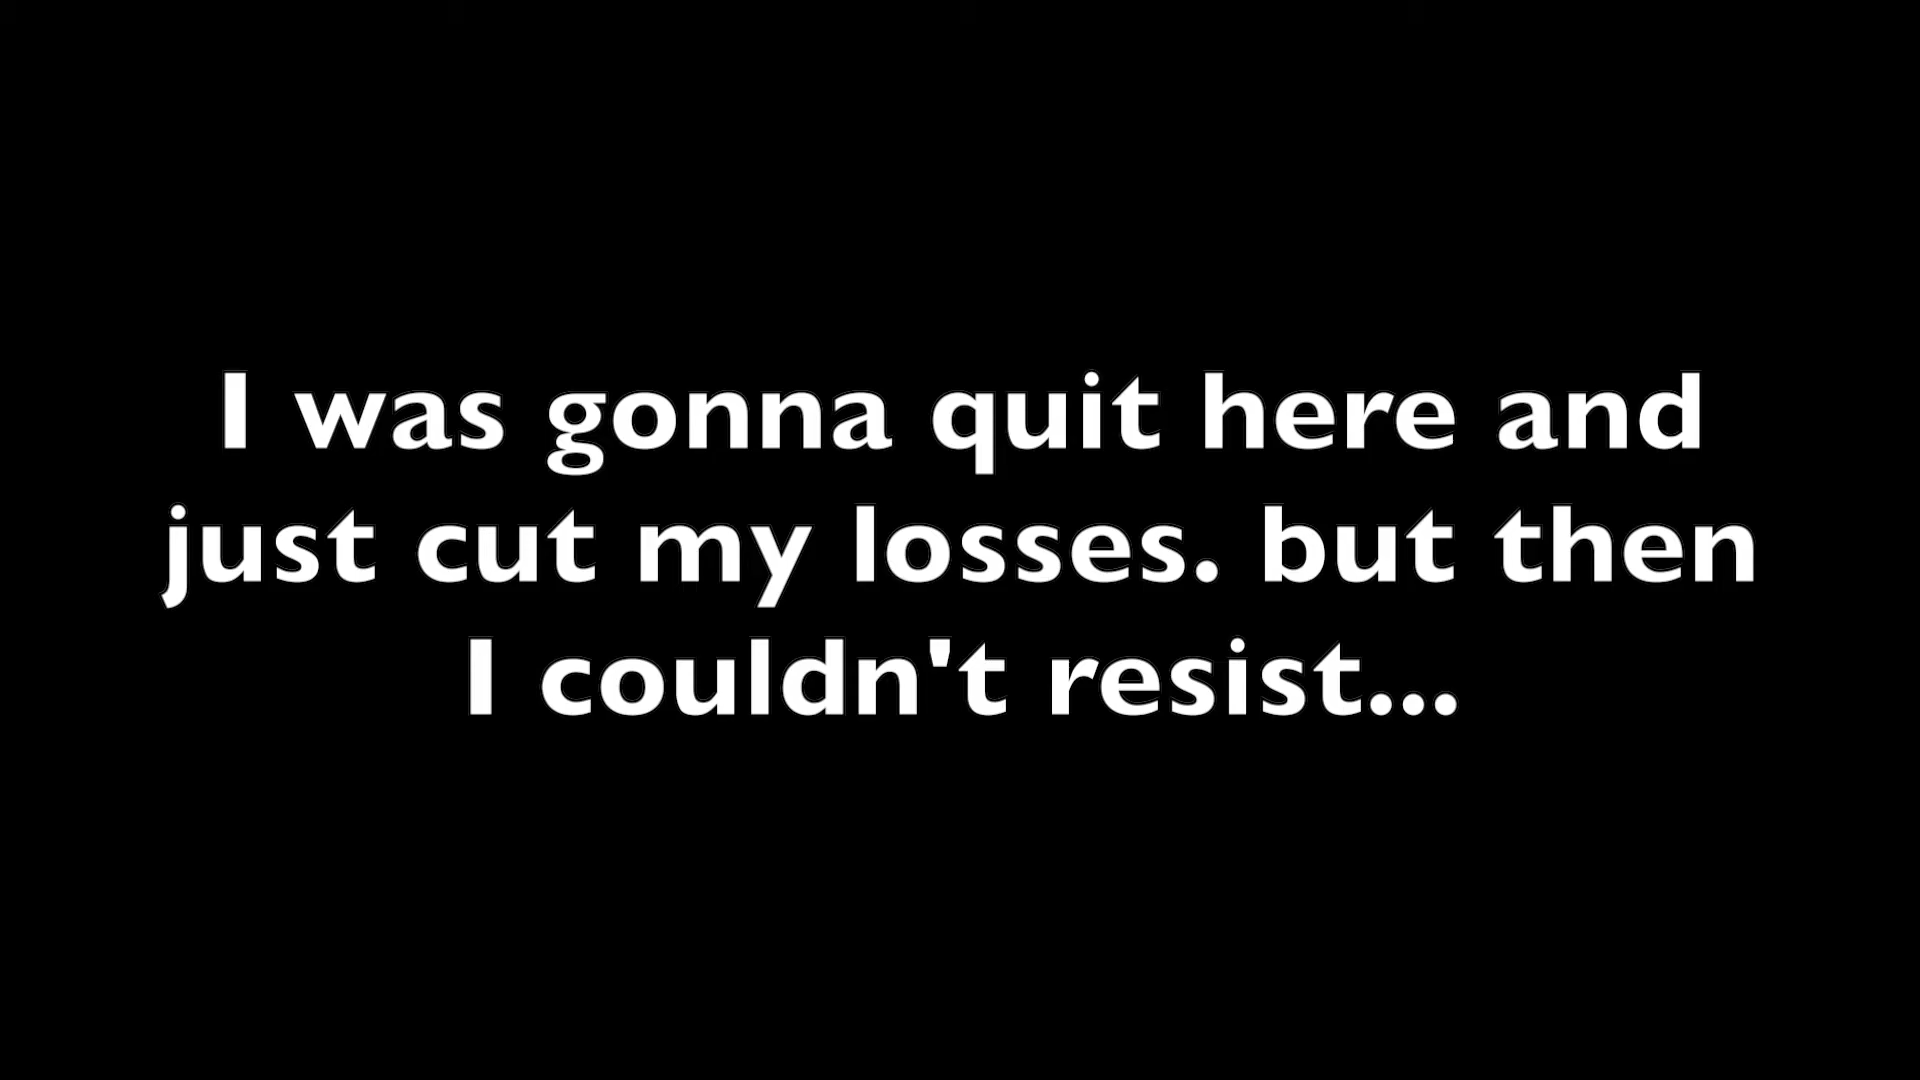 I was gonna quit here and
just cut my losses. but then
I couldn't resist...